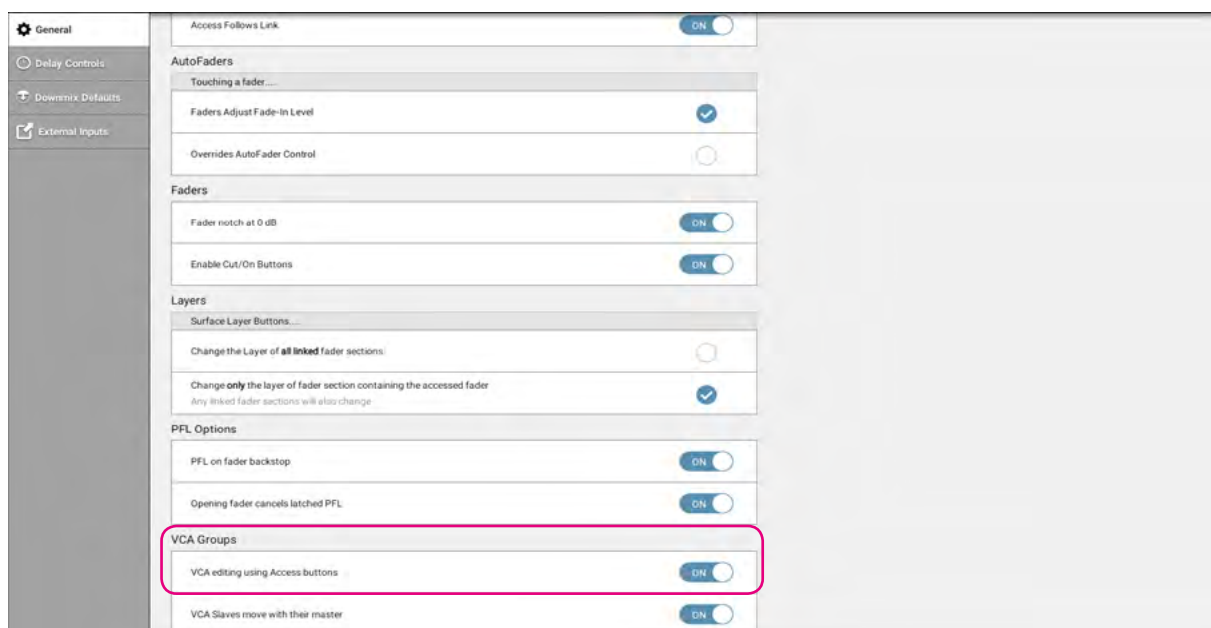 General
Delay Controls
Downmix Defaults
External Inputs
Access Follows Link
ON
AutoFaders
Touching a fader....
Faders Adjust Fade-In Level
Overrides AutoFader Control
Faders
Fader notch at 0 dB
ON
Enable Cut/On Buttons
ON
Layers
Surface Layer Buttons....
Change the Layer of all linked fader sections
Change only the layer of fader section containing the accessed fader
Any linked fader sections will also change
PFL Options
PFL on fader backstop
ON
Opening fader cancels latched PFL
ON
VCA Groups
VCA editing using Access buttons
ON
VCA Slaves move with their master
ON